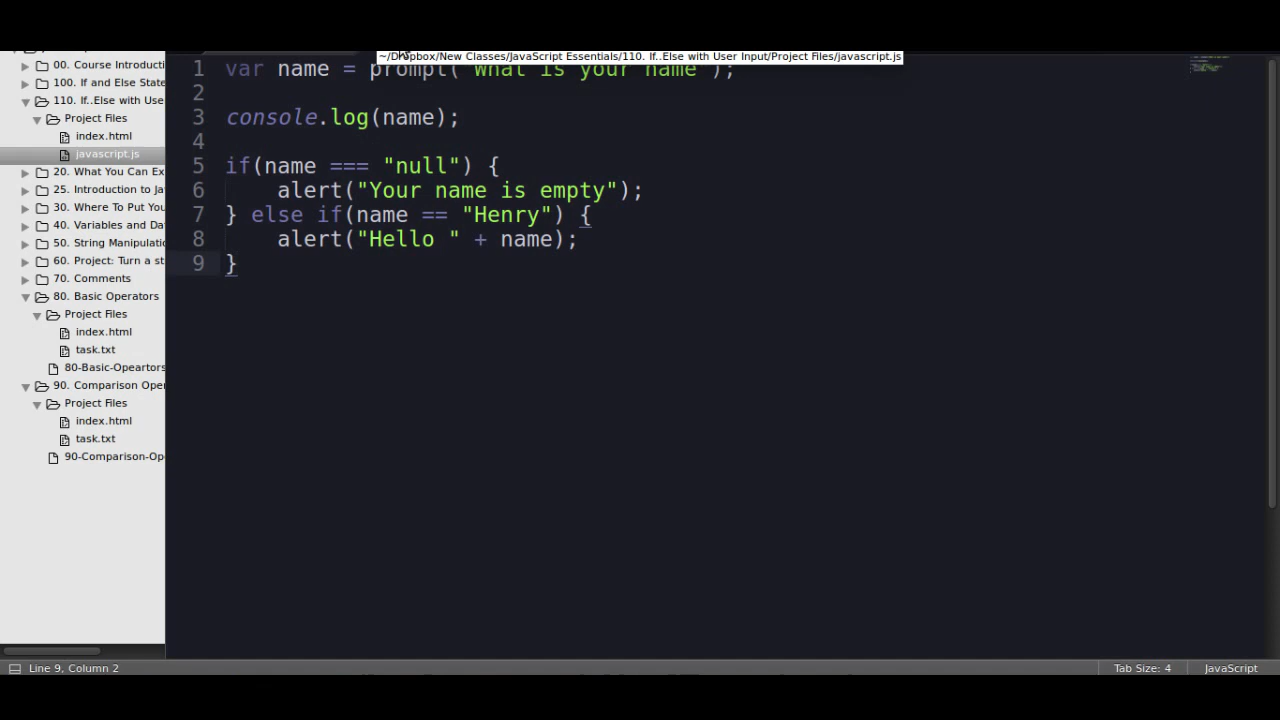 ~/Dropbox/New Classes/JavaScript Essentials/110. If..Else with User Input/Project Files/javascript.js
00. Course Introduct
100. If and Else State
110. If..Else with Use
Project Files
index.html
javascript.js
20. What You Can Ex
25. Introduction to Ja
30. Where To Put You
40. Variables and Dat
50. String Manipulati
60. Project: Turn a st
70. Comments
80. Basic Operators
Project Files
index.html
task.txt
80-Basic-Opeartors
90. Comparison Oper
Project Files
index.html
task.txt
90-Comparison-Ope
1 var name = prompt("What is your name");
2
3 console.log(name);
4
5 if(name === "null") {
6 alert("Your name is empty");
7 } else if(name == "Henry") {
8 alert("Hello " + name);
9 }
Line 9, Column 2
Tab Size: 4
JavaScript